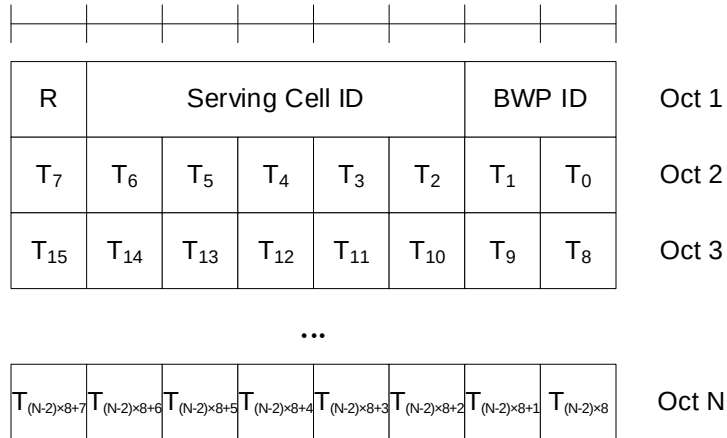 R Serving Cell ID BWP ID Oct 1
T₇ T₆ T₅ T₄ T₃ T₂ T₁ T₀ Oct 2
T₁₅ T₁₄ T₁₃ T₁₂ T₁₁ T₁₀ T₉ T₈ Oct 3
...
T₍N-2₎×8+7 T₍N-2₎×8+6 T₍N-2₎×8+5 T₍N-2₎×8+4 T₍N-2₎×8+3 T₍N-2₎×8+2 T₍N-2₎×8+1 T₍N-2₎×8 Oct N